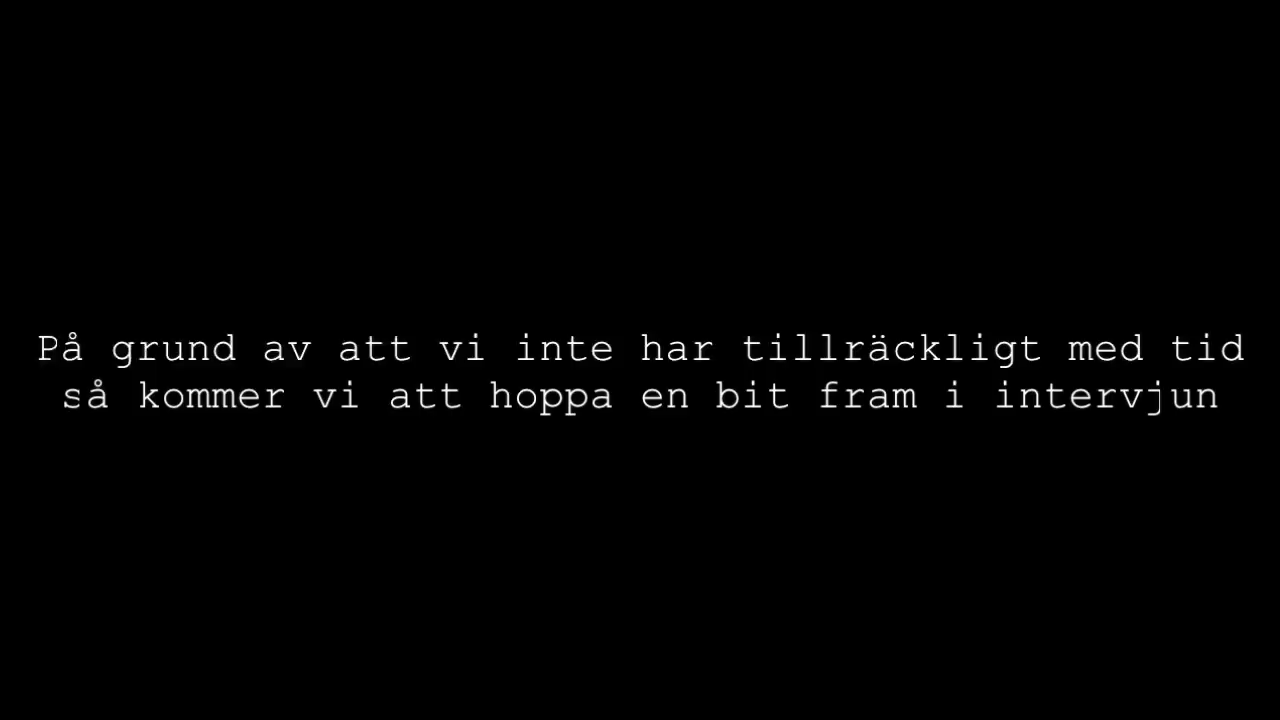 På grund av att vi inte har tillräckligt med tid
så kommer vi att hoppa en bit fram i intervjun